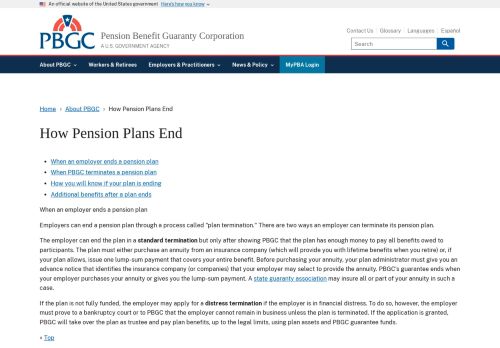 An official website of the United States government Here's how you know
PBGC
Pension Benefit Guaranty Corporation
A U.S. GOVERNMENT AGENCY
Contact Us Glossary Languages Español
Search
About PBGC Workers & Retirees Employers & Practitioners News & Policy MyPBA Login
Home › About PBGC › How Pension Plans End
How Pension Plans End
• When an employer ends a pension plan
• When PBGC terminates a pension plan
• How you will know if your plan is ending
• Additional benefits after a plan ends
When an employer ends a pension plan
Employers can end a pension plan through a process called "plan termination." There are two ways an employer can terminate its pension plan.
The employer can end the plan in a standard termination but only after showing PBGC that the plan has enough money to pay all benefits owed to
participants. The plan must either purchase an annuity from an insurance company (which will provide you with lifetime benefits when you retire) or, if
your plan allows, issue one lump-sum payment that covers your entire benefit. Before purchasing your annuity, your plan administrator must give you an
advance notice that identifies the insurance company (or companies) that your employer may select to provide the annuity. PBGC's guarantee ends when
your employer purchases your annuity or gives you the lump-sum payment. A state guaranty association may insure all or part of your annuity in such a
case.
If the plan is not fully funded, the employer may apply for a distress termination if the employer is in financial distress. To do so, however, the employer
must prove to a bankruptcy court or to PBGC that the employer cannot remain in business unless the plan is terminated. If the application is granted,
PBGC will take over the plan as trustee and pay plan benefits, up to the legal limits, using plan assets and PBGC guarantee funds.
Top